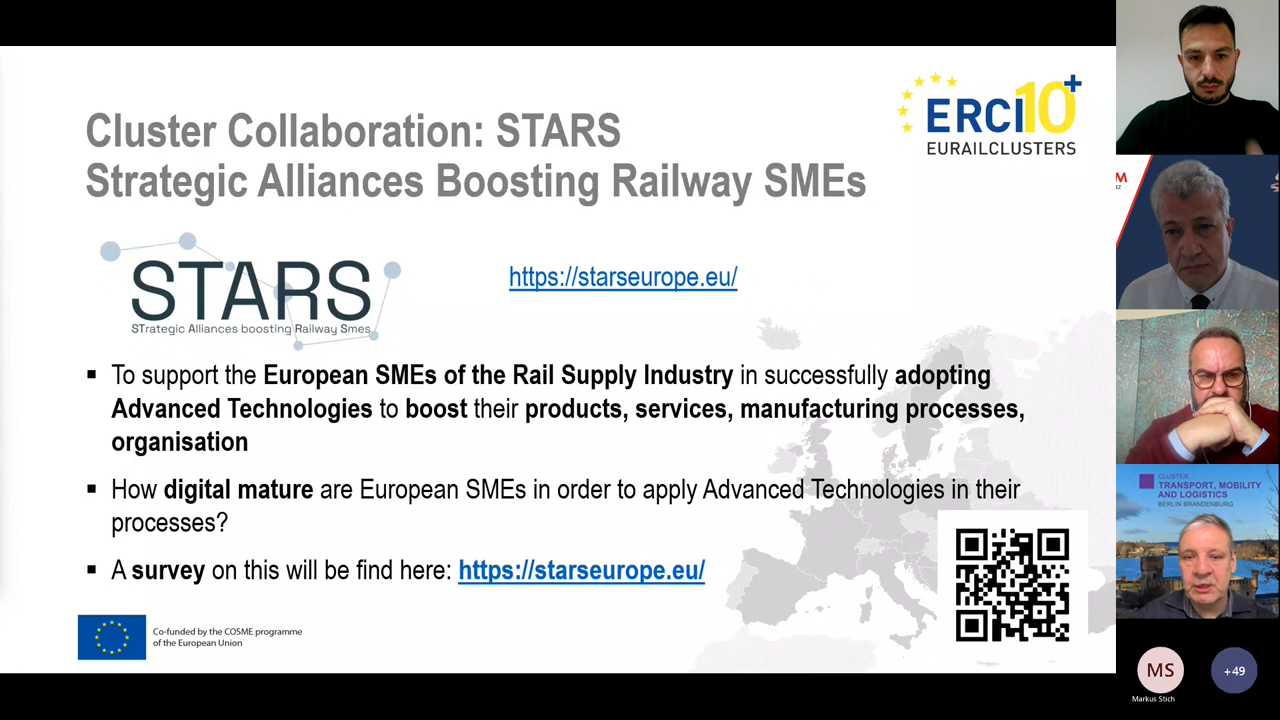 Cluster Collaboration: STARS
Strategic Alliances Boosting Railway SMEs
ERCI10+
EURAILCLUSTERS
STARS
STrategic Alliances boosting Railway Smes
https://starseurope.eu/
▪ To support the European SMEs of the Rail Supply Industry in successfully adopting
Advanced Technologies to boost their products, services, manufacturing processes,
organisation
▪ How digital mature are European SMEs in order to apply Advanced Technologies in their
processes?
▪ A survey on this will be find here: https://starseurope.eu/
Co-funded by the COSME programme
of the European Union
CLUSTER
TRANSPORT, MOBILITY
AND LOGISTICS
BERLIN BRANDENBURG
MS
+49
Markus Stich